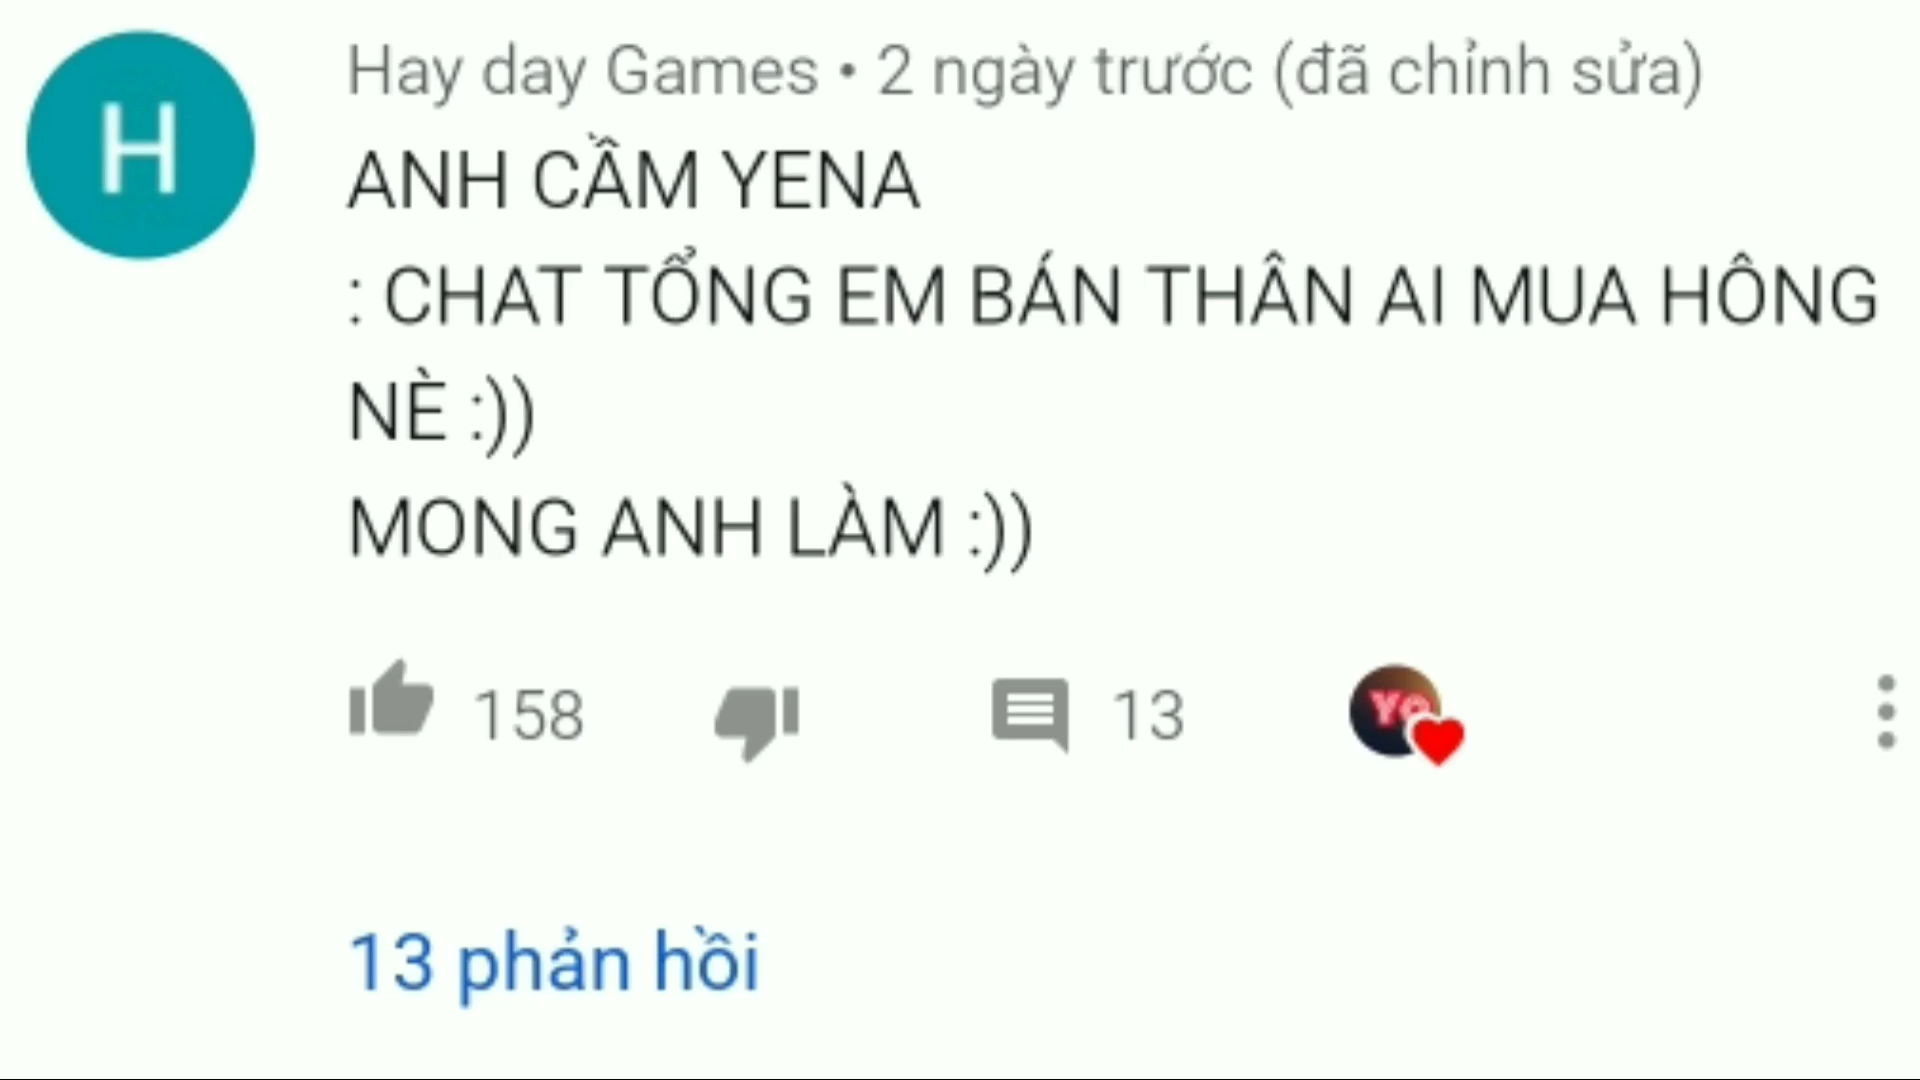 H
Hay day Games • 2 ngày trước (đã chỉnh sửa)
ANH CẦM YENA
: CHAT TỔNG EM BÁN THÂN AI MUA HÔNG
NÈ :))
MONG ANH LÀM :))
158
13
Yo
13 phản hồi